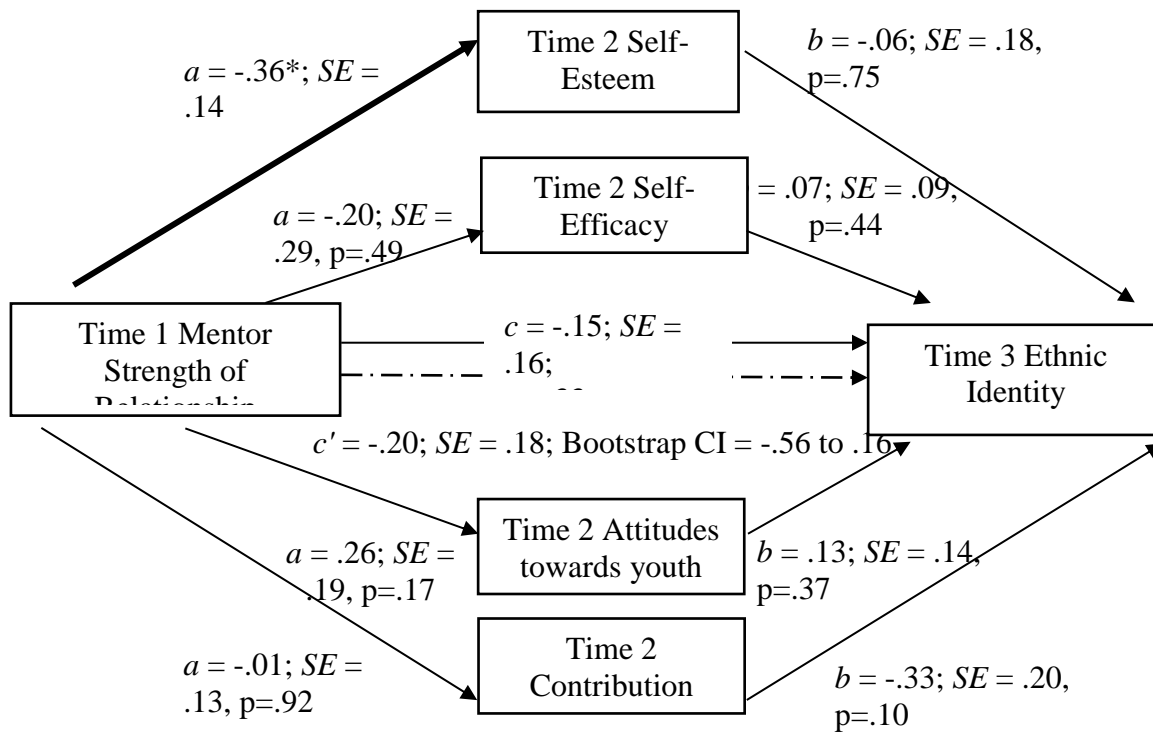 Time 2 Self-
Esteem
b = -.06; SE = .18,
p=.75
a = -.36*; SE =
.14
Time 2 Self-
Efficacy
= .07; SE = .09,
p=.44
a = -.20; SE =
.29, p=.49
Time 1 Mentor
Strength of
Relationship
c = -.15; SE =
.16;
Time 3 Ethnic
Identity
c' = -.20; SE = .18; Bootstrap CI = -.56 to .16
Time 2 Attitudes
towards youth
a = .26; SE =
.19, p=.17
b = .13; SE = .14,
p=.37
Time 2
Contribution
a = -.01; SE =
.13, p=.92
b = -.33; SE = .20,
p=.10